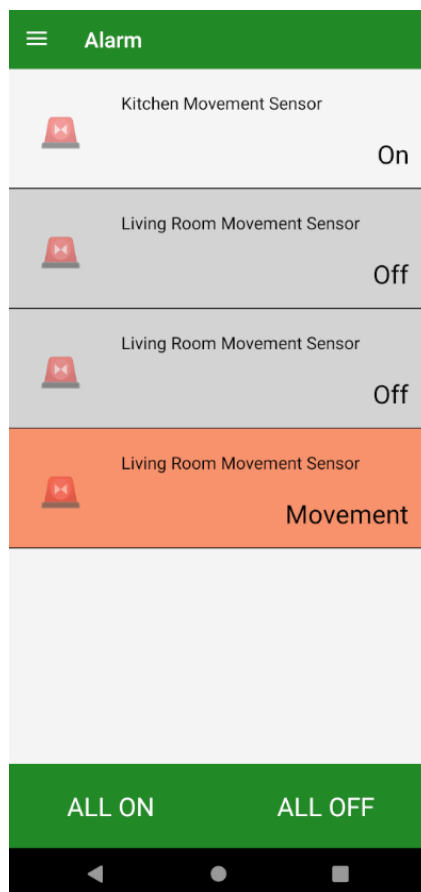 Alarm
Kitchen Movement Sensor
On
Living Room Movement Sensor
Off
Living Room Movement Sensor
Off
Living Room Movement Sensor
Movement
ALL ON ALL OFF